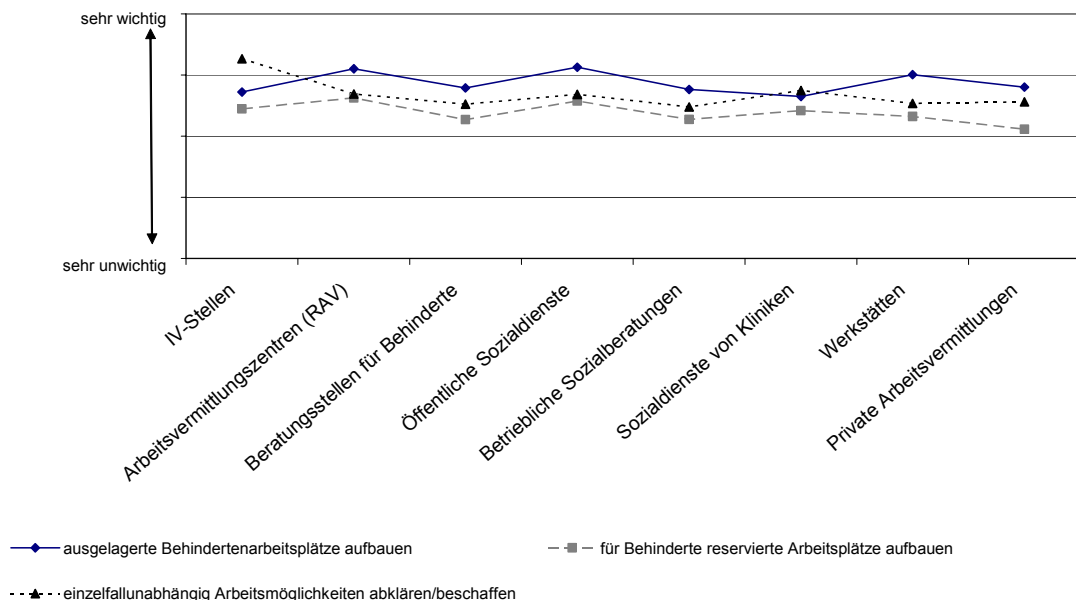 sehr wichtig
sehr unwichtig
IV-Stellen
Arbeitsvermittlungszentren (RAV)
Beratungsstellen für Behinderte
Öffentliche Sozialdienste
Betriebliche Sozialberatungen
Sozialdienste von Kliniken
Werkstätten
Private Arbeitsvermittlungen
ausgelagerte Behindertenarbeitsplätze aufbauen
für Behinderte reservierte Arbeitsplätze aufbauen
einzelfallunabhängig Arbeitsmöglichkeiten abklären/beschaffen